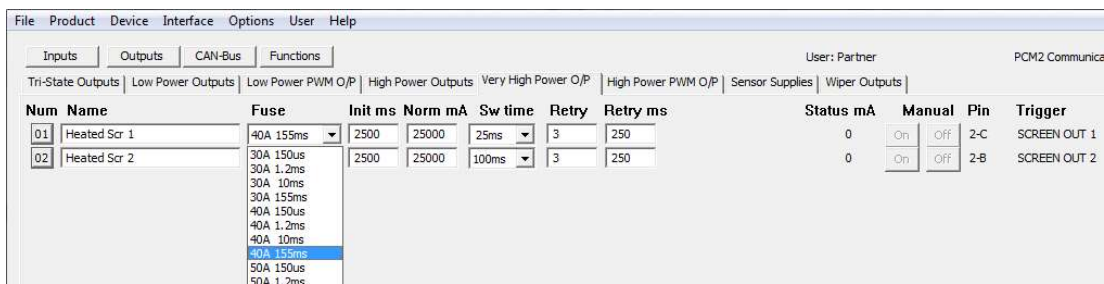 File Product Device Interface Options User Help
Inputs Outputs CAN-Bus Functions User: Partner PCM2 Communica
Tri-State Outputs Low Power Outputs Low Power PWM O/P High Power Outputs Very High Power O/P High Power PWM O/P Sensor Supplies Wiper Outputs
Num Name Fuse Init ms Norm mA Sw time Retry Retry ms Status mA Manual Pin Trigger
01 Heated Scr 1 40A 155ms 2500 25000 25ms 3 250 0 On Off 2-C SCREEN OUT 1
02 Heated Scr 2 2500 25000 100ms 3 250 0 On Off 2-B SCREEN OUT 2
30A 150us
30A 1.2ms
30A 10ms
30A 155ms
40A 150us
40A 1.2ms
40A 10ms
40A 155ms
50A 150us
50A 1.2ms